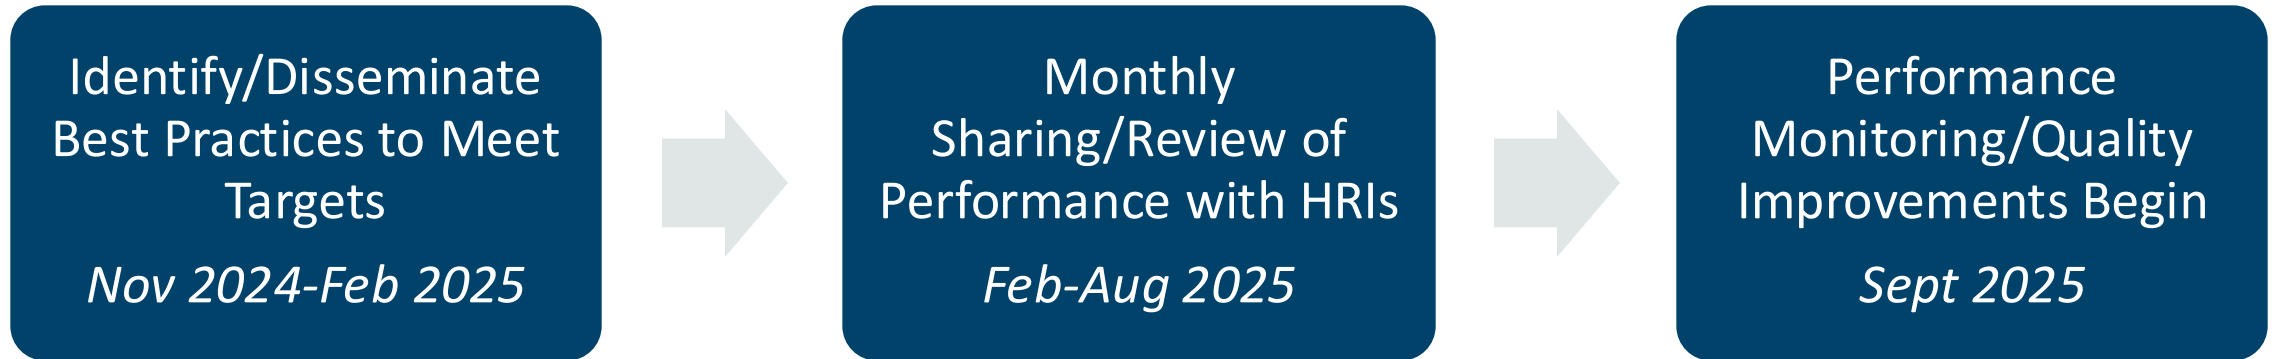 Identify/Disseminate
Best Practices to Meet
Targets
Nov 2024-Feb 2025
Monthly
Sharing/Review of
Performance with HRIs
Feb-Aug 2025
Performance
Monitoring/Quality
Improvements Begin
Sept 2025